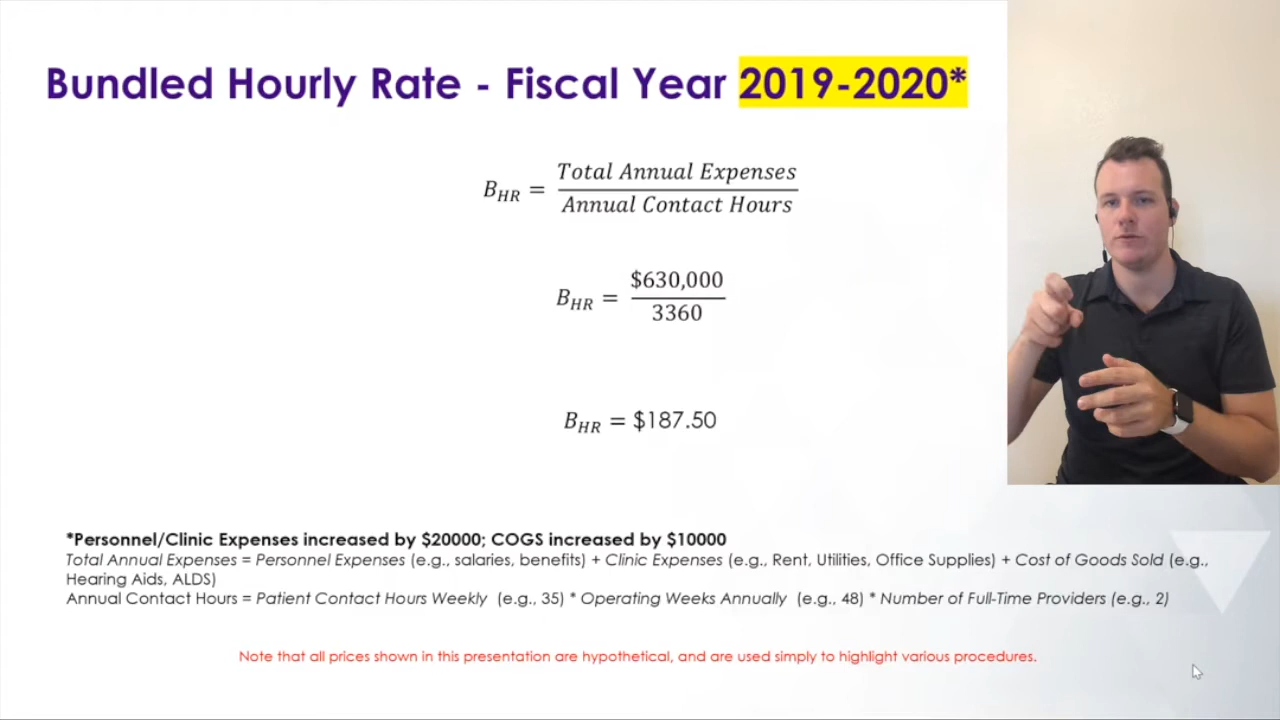 Bundled Hourly Rate - Fiscal Year 2019-2020*
B_HR = Total Annual Expenses / Annual Contact Hours
B_HR = $630,000 / 3360
B_HR = $187.50
*Personnel/Clinic Expenses increased by $20000; COGS increased by $10000
Total Annual Expenses = Personnel Expenses (e.g., salaries, benefits) + Clinic Expenses (e.g., Rent, Utilities, Office Supplies) + Cost of Goods Sold (e.g.,
Hearing Aids, ALDS)
Annual Contact Hours = Patient Contact Hours Weekly (e.g., 35) * Operating Weeks Annually (e.g., 48) * Number of Full-Time Providers (e.g., 2)
Note that all prices shown in this presentation are hypothetical, and are used simply to highlight various procedures.